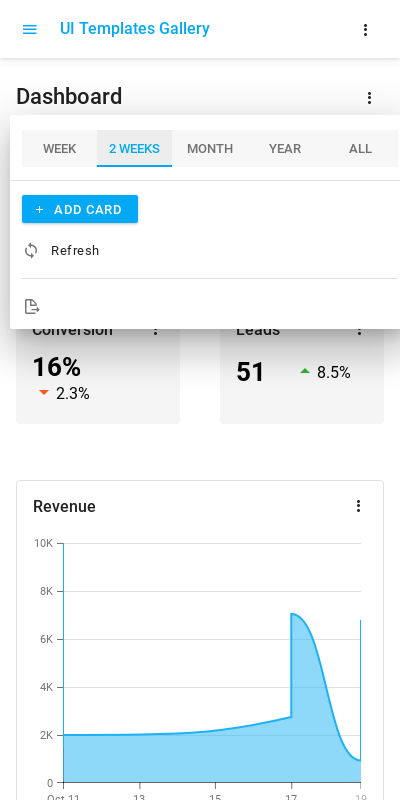 UI Templates Gallery
Dashboard
WEEK 2 WEEKS MONTH YEAR ALL
ADD CARD
Refresh
Conversion
Leads
16%
2.3%
51
8.5%
Revenue
10K
8K
6K
4K
2K
0
Oct 11 13 15 17 19